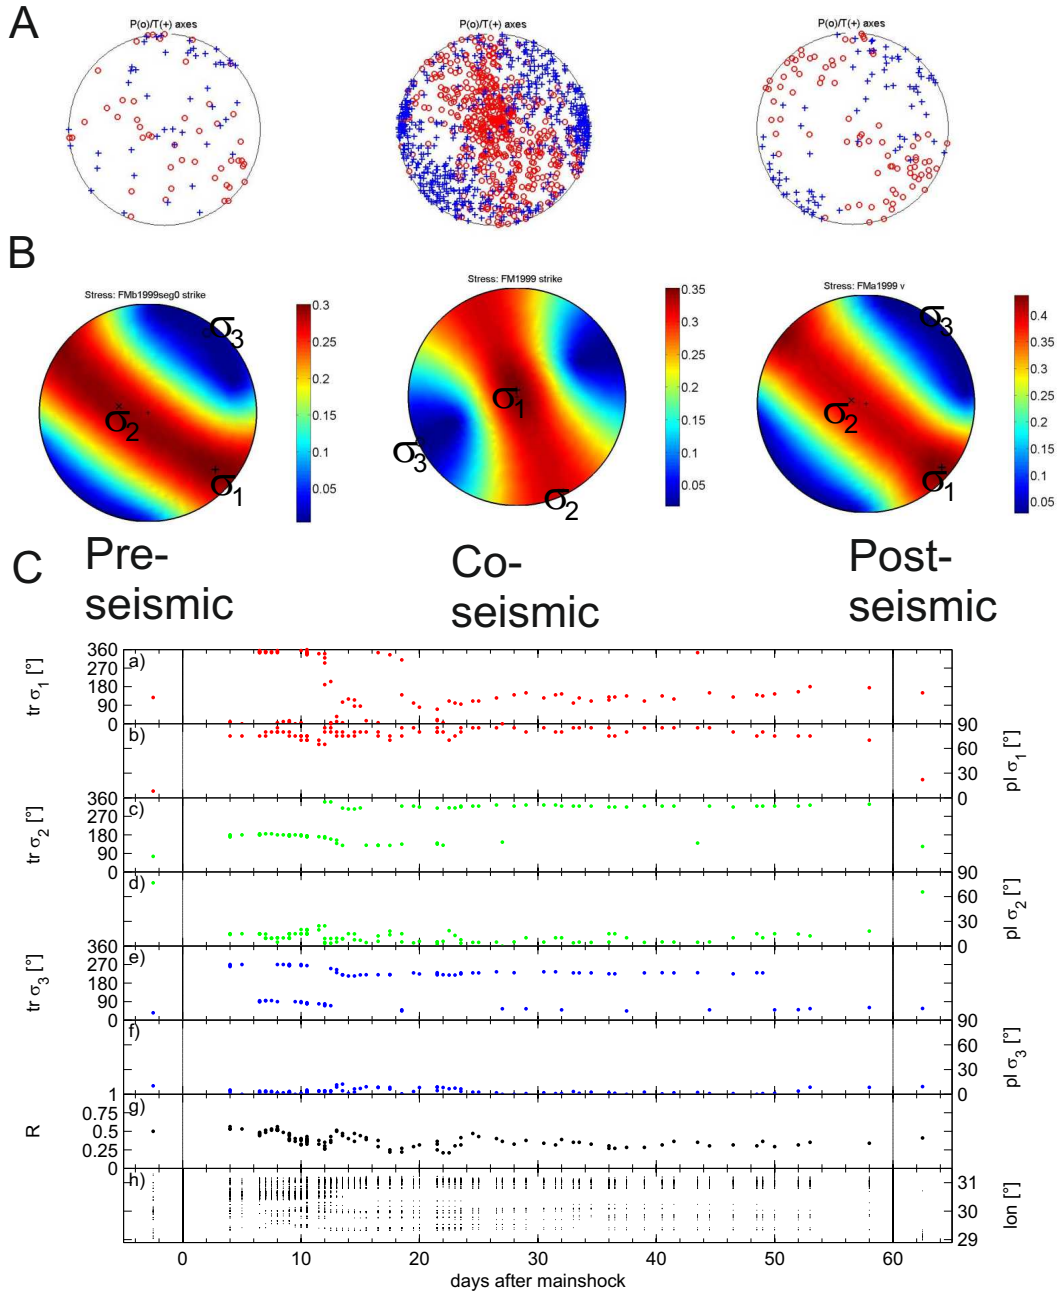 A
P(o)/T(+) axes
P(o)/T(+) axes
P(o)/T(+) axes
B
Stress: FMb1999seg0 strike
Stress: FM1999 strike
Stress: FMa1999 v
σ3
σ2
σ1
0.3
0.25
0.2
0.15
0.1
0.05
σ1
σ3
σ2
0.35
0.3
0.25
0.2
0.15
0.1
0.05
σ3
σ2
σ1
0.4
0.35
0.3
0.25
0.2
0.15
0.1
0.05
C
Pre-
seismic
Co-
seismic
Post-
seismic
a)
tr σ1 [°]
360
270
180
90
0
b)
pl σ1 [°]
90
60
30
0
c)
tr σ2 [°]
360
270
180
90
0
d)
pl σ2 [°]
90
60
30
0
e)
tr σ3 [°]
360
270
180
90
0
f)
pl σ3 [°]
90
60
30
0
g)
R
1
0.75
0.5
0.25
0
h)
lon [°]
31
30
29
0 10 20 30 40 50 60
days after mainshock